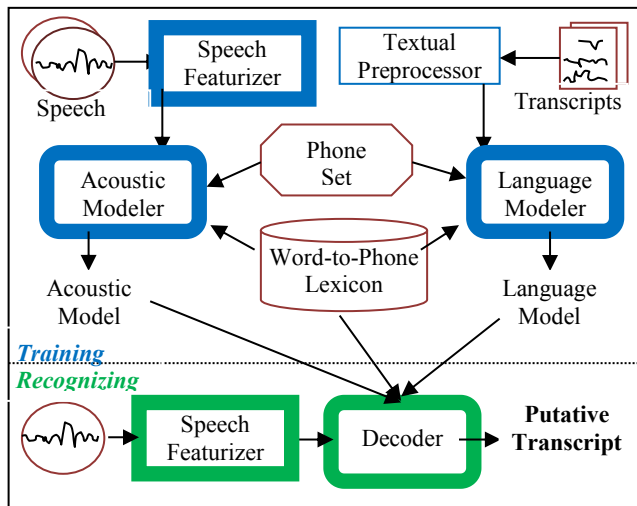 Speech
Featurizer
Textual
Preprocessor
Speech
Transcripts
Phone
Set
Acoustic
Modeler
Language
Modeler
Word-to-Phone
Lexicon
Acoustic
Model
Language
Model
Training
Recognizing
Speech
Featurizer
Decoder
Putative
Transcript